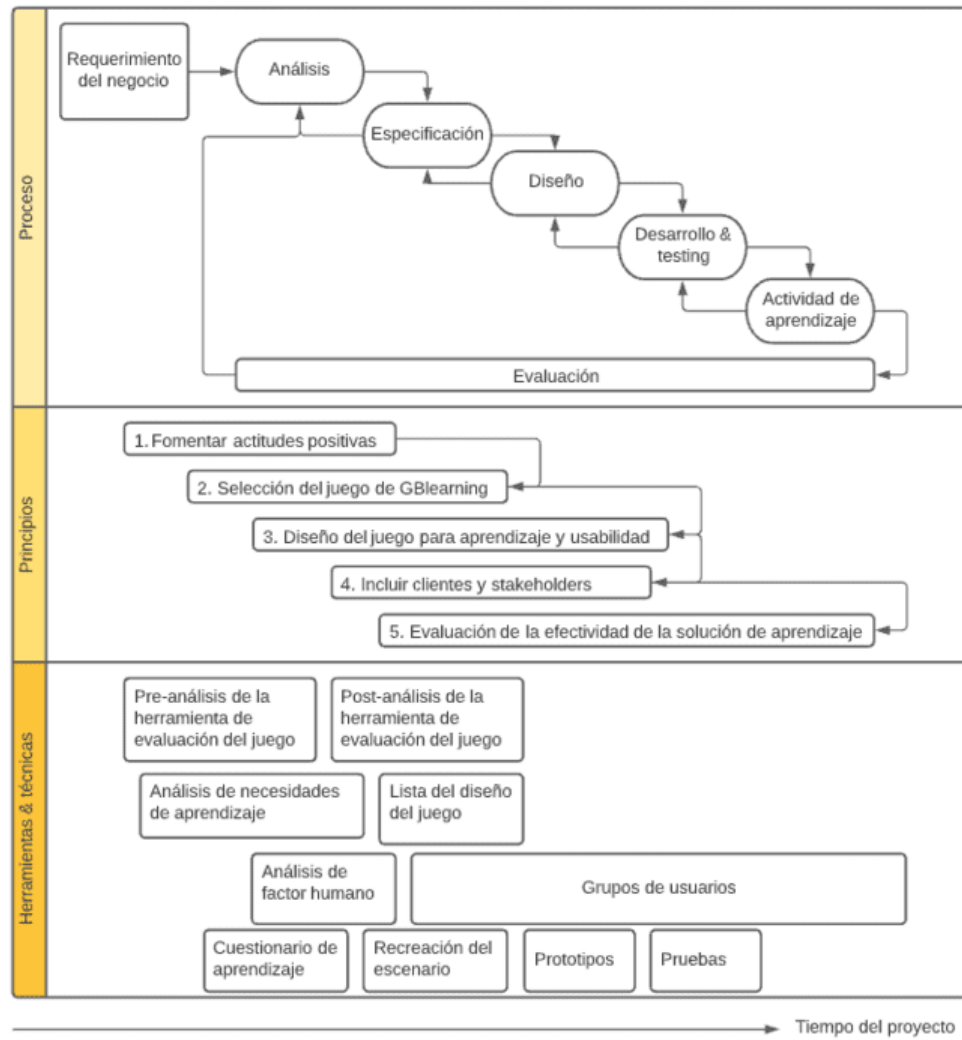 Proceso
Requerimiento
del negocio
Análisis
Especificación
Diseño
Desarrollo &
testing
Actividad de
aprendizaje
Evaluación
Principios
1. Fomentar actitudes positivas
2. Selección del juego de GBlearning
3. Diseño del juego para aprendizaje y usabilidad
4. Incluir clientes y stakeholders
5. Evaluación de la efectividad de la solución de aprendizaje
Herramientas & técnicas
Pre-análisis de la
herramienta de
evaluación del juego
Post-análisis de la
herramienta de
evaluación del juego
Análisis de necesidades
de aprendizaje
Lista del diseño
del juego
Análisis de
factor humano
Grupos de usuarios
Cuestionario de
aprendizaje
Recreación del
escenario
Prototipos
Pruebas
Tiempo del proyecto